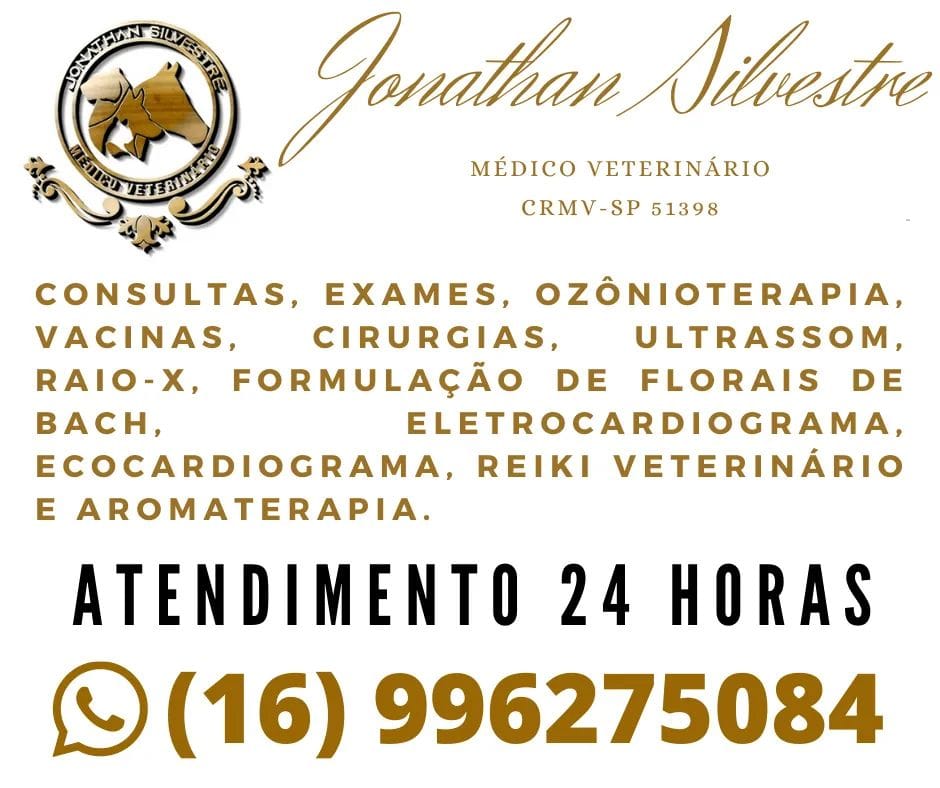 JONATHAN SILVESTRE
MÉDICO VETERINÁRIO
Jonathan Silvestre
MÉDICO VETERINÁRIO
CRMV-SP 51398
CONSULTAS, EXAMES, OZÔNIOTERAPIA,
VACINAS, CIRURGIAS, ULTRASSOM,
RAIO-X, FORMULAÇÃO DE FLORAIS DE
BACH, ELETROCARDIOGRAMA,
ECOCARDIOGRAMA, REIKI VETERINÁRIO
E AROMATERAPIA.
ATENDIMENTO 24 HORAS
(16) 996275084